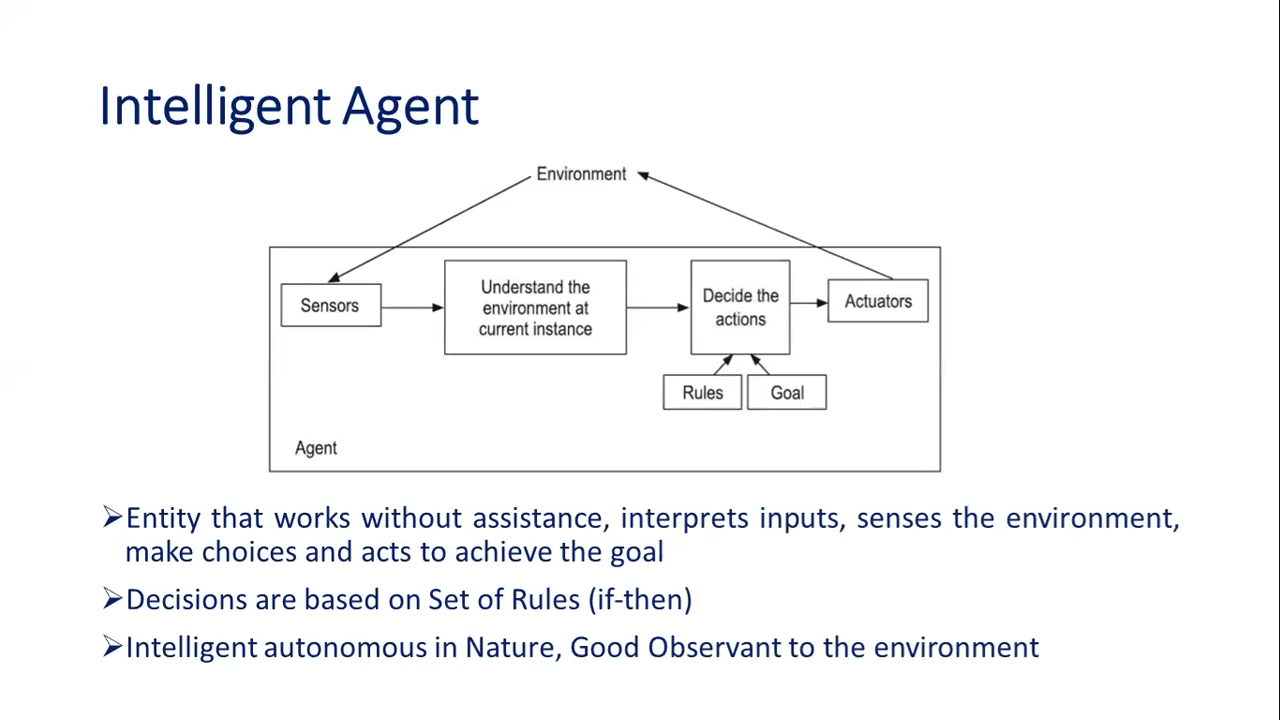 Intelligent Agent
Environment
Sensors
Understand the
environment at
current instance
Decide the
actions
Actuators
Rules
Goal
Agent
➢Entity that works without assistance, interprets inputs, senses the environment,
make choices and acts to achieve the goal
➢Decisions are based on Set of Rules (if-then)
➢Intelligent autonomous in Nature, Good Observant to the environment